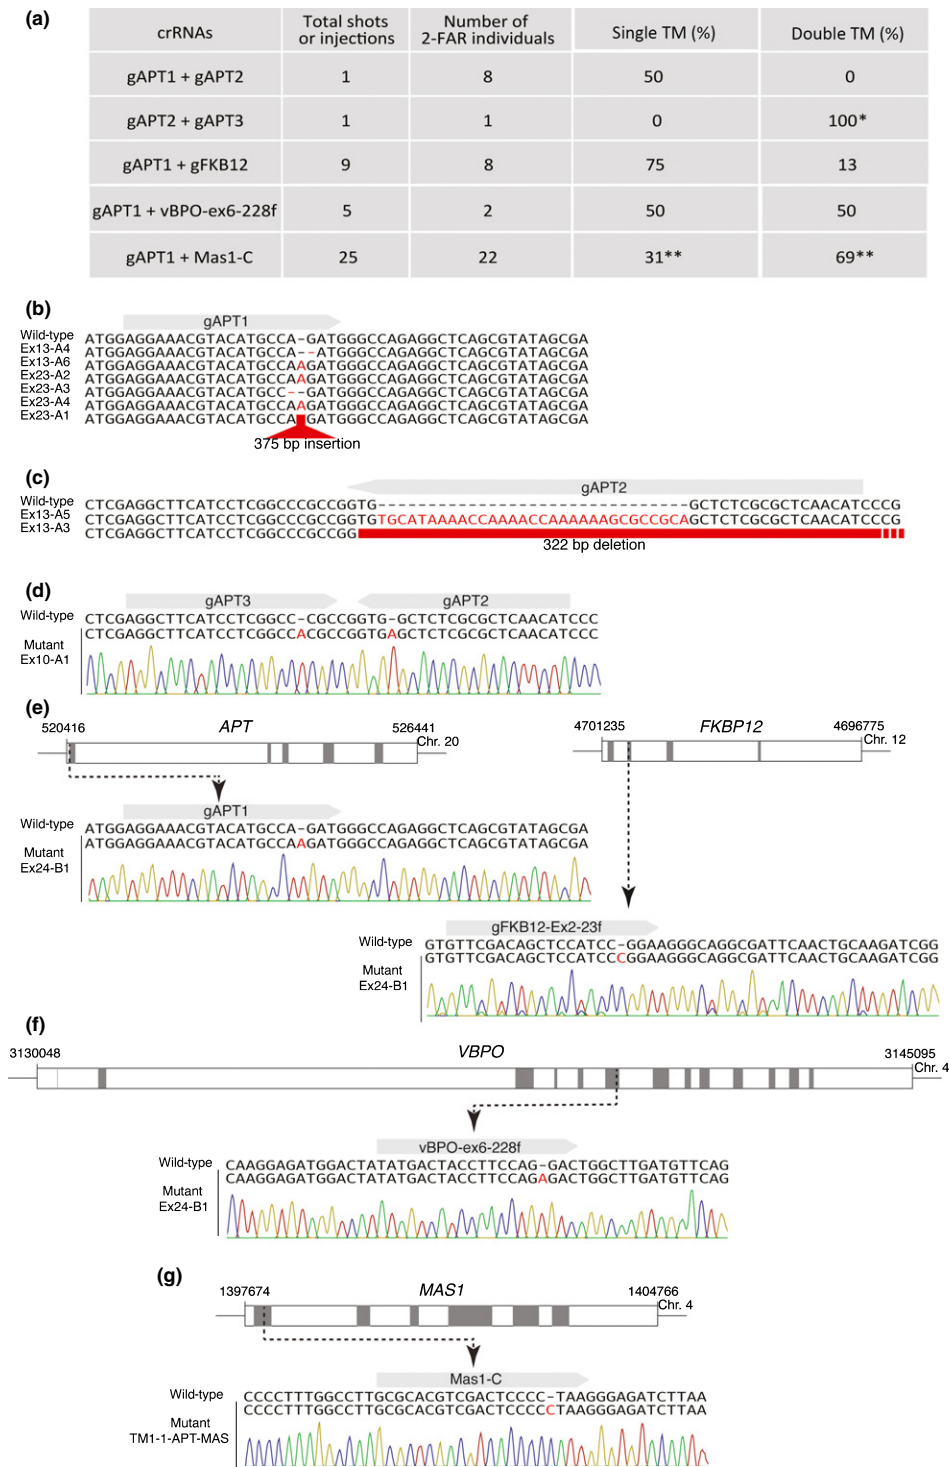 (a)
crRNAs
Total shots or injections
Number of 2-FAR individuals
Single TM (%)
Double TM (%)
gAPT1 + gAPT2 1 8 50 0
gAPT2 + gAPT3 1 1 0 100*
gAPT1 + gFKB12 9 8 75 13
gAPT1 + vBPO-ex6-228f 5 2 50 50
gAPT1 + Mas1-C 25 22 31** 69**
(b)
gAPT1
Wild-type ATGGAGGAAACGTACATGCCA-GATGGGCCAGAGGCTCAGCGTATAGCGA
Ex13-A4 ATGGAGGAAACGTACATGCCA--ATGGGCCAGAGGCTCAGCGTATAGCGA
Ex13-A6 ATGGAGGAAACGTACATGCCAAGATGGGCCAGAGGCTCAGCGTATAGCGA
Ex23-A2 ATGGAGGAAACGTACATGCCAAGATGGGCCAGAGGCTCAGCGTATAGCGA
Ex23-A3 ATGGAGGAAACGTACATGCC--GATGGGCCAGAGGCTCAGCGTATAGCGA
Ex23-A4 ATGGAGGAAACGTACATGCCAAGATGGGCCAGAGGCTCAGCGTATAGCGA
Ex23-A1 ATGGAGGAAACGTACATGCCA GATGGGCCAGAGGCTCAGCGTATAGCGA
375 bp insertion
(c)
gAPT2
Wild-type CTCGAGGCTTCATCCTCGGCCCGCCGGTG--------------------------------GCTCTCGCGCTCAACATCCCG
Ex13-A5 CTCGAGGCTTCATCCTCGGCCCGCCGGTGTGCATAAAACCAAAACCAAAAAAGCGCCGCAGCTCTCGCGCTCAACATCCCG
Ex13-A3 CTCGAGGCTTCATCCTCGGCCCGCCGG
322 bp deletion
(d)
gAPT3 gAPT2
Wild-type CTCGAGGCTTCATCCTCGGCC-CGCCGGTG-GCTCTCGCGCTCAACATCCC
CTCGAGGCTTCATCCTCGGCCACGCCGGTGAGCTCTCGCGCTCAACATCCC
Mutant
Ex10-A1
(e)
520416 APT 526441
Chr. 20
4701235 FKBP12 4696775
Chr. 12
gAPT1
Wild-type ATGGAGGAAACGTACATGCCA-GATGGGCCAGAGGCTCAGCGTATAGCGA
ATGGAGGAAACGTACATGCCAAGATGGGCCAGAGGCTCAGCGTATAGCGA
Mutant
Ex24-B1
gFKB12-Ex2-23f
Wild-type GTGTTCGACAGCTCCATCC-GGAAGGGCAGGCGATTCAACTGCAAGATCGG
GTGTTCGACAGCTCCATCCCGGAAGGGCAGGCGATTCAACTGCAAGATCGG
Mutant
Ex24-B1
(f)
3130048 VBPO 3145095
Chr. 4
vBPO-ex6-228f
Wild-type CAAGGAGATGGACTATATGACTACCTTCCAG-GACTGGCTTGATGTTCAG
CAAGGAGATGGACTATATGACTACCTTCCAGAGACTGGCTTGATGTTCAG
Mutant
Ex24-B1
(g)
1397674 MAS1 1404766
Chr. 4
Mas1-C
Wild-type CCCCTTTGGCCTTGCGCACGTCGACTCCCC-TAAGGGAGATCTTAA
CCCCTTTGGCCTTGCGCACGTCGACTCCCCCTAAGGGAGATCTTAA
Mutant
TM1-1-APT-MAS